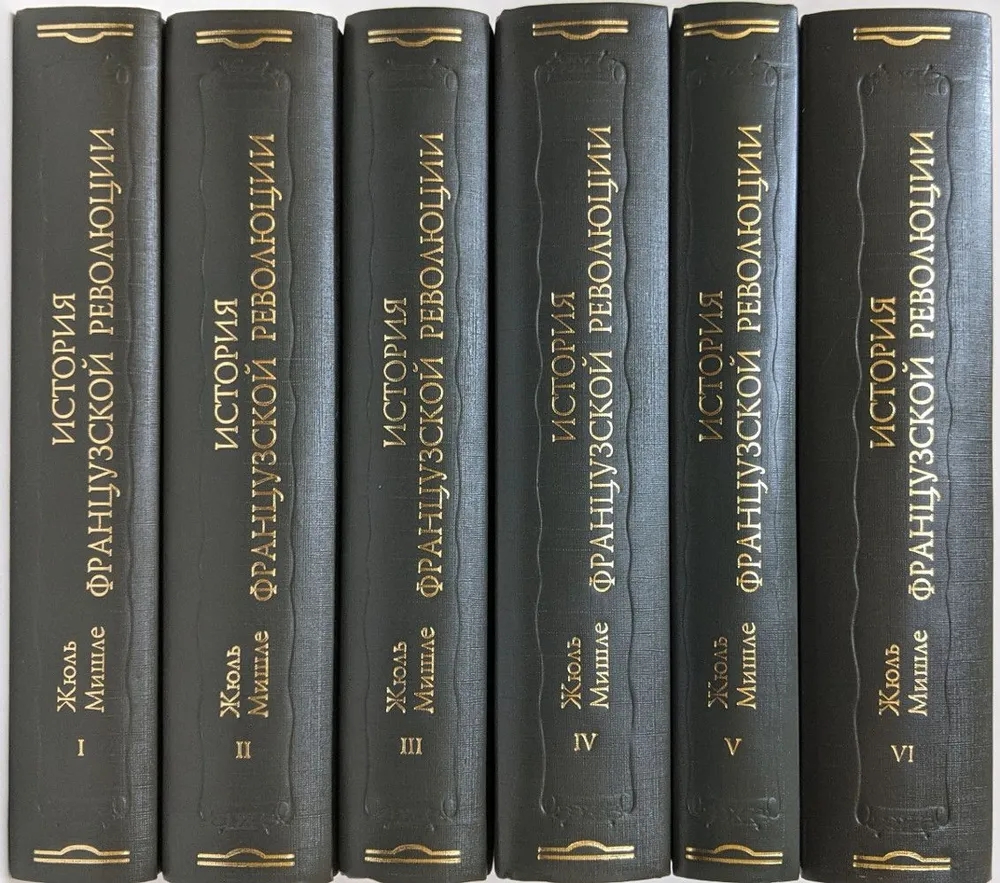 ИСТОРИЯ
ФРАНЦУЗСКОЙ РЕВОЛЮЦИИ
Жюль
Мишле
I
ИСТОРИЯ
ФРАНЦУЗСКОЙ РЕВОЛЮЦИИ
Жюль
Мишле
II
ИСТОРИЯ
ФРАНЦУЗСКОЙ РЕВОЛЮЦИИ
Жюль
Мишле
III
ИСТОРИЯ
ФРАНЦУЗСКОЙ РЕВОЛЮЦИИ
Жюль
Мишле
IV
ИСТОРИЯ
ФРАНЦУЗСКОЙ РЕВОЛЮЦИИ
Жюль
Мишле
V
ИСТОРИЯ
ФРАНЦУЗСКОЙ РЕВОЛЮЦИИ
Жюль
Мишле
VI